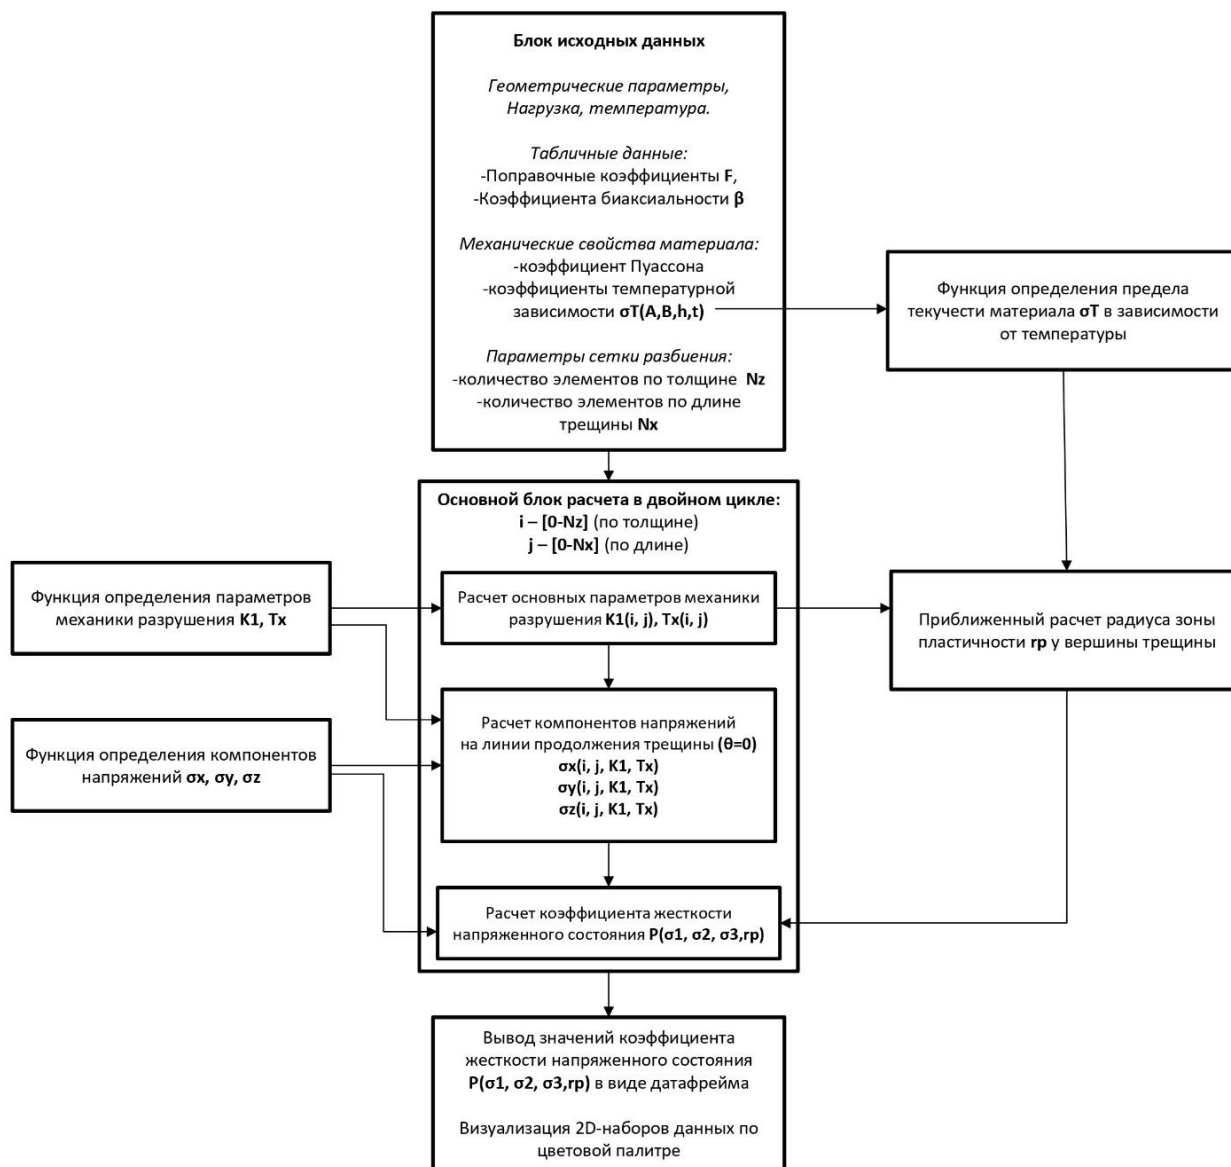 Блок исходных данных
Геометрические параметры,
Нагрузка, температура.
Табличные данные:
-Поправочные коэффициенты F,
-Коэффициента биаксиальности β
Механические свойства материала:
-коэффициент Пуассона
-коэффициенты температурной
зависимости σT(A,B,h,t)
Параметры сетки разбиения:
-количество элементов по толщине Nz
-количество элементов по длине
трещины Nx
Функция определения предела
текучести материала σT в зависимости
от температуры
Основной блок расчета в двойном цикле:
i – [0-Nz] (по толщине)
j – [0-Nx] (по длине)
Функция определения параметров
механики разрушения K1, Tx
Расчет основных параметров механики
разрушения K1(i, j), Tx(i, j)
Приближенный расчет радиуса зоны
пластичности rp у вершины трещины
Функция определения компонентов
напряжений σx, σy, σz
Расчет компонентов напряжений
на линии продолжения трещины (θ=0)
σx(i, j, K1, Tx)
σy(i, j, K1, Tx)
σz(i, j, K1, Tx)
Расчет коэффициента жесткости
напряженного состояния P(σ1, σ2, σ3,rp)
Вывод значений коэффициента
жесткости напряженного состояния
P(σ1, σ2, σ3,rp) в виде датафрейма
Визуализация 2D-наборов данных по
цветовой палитре